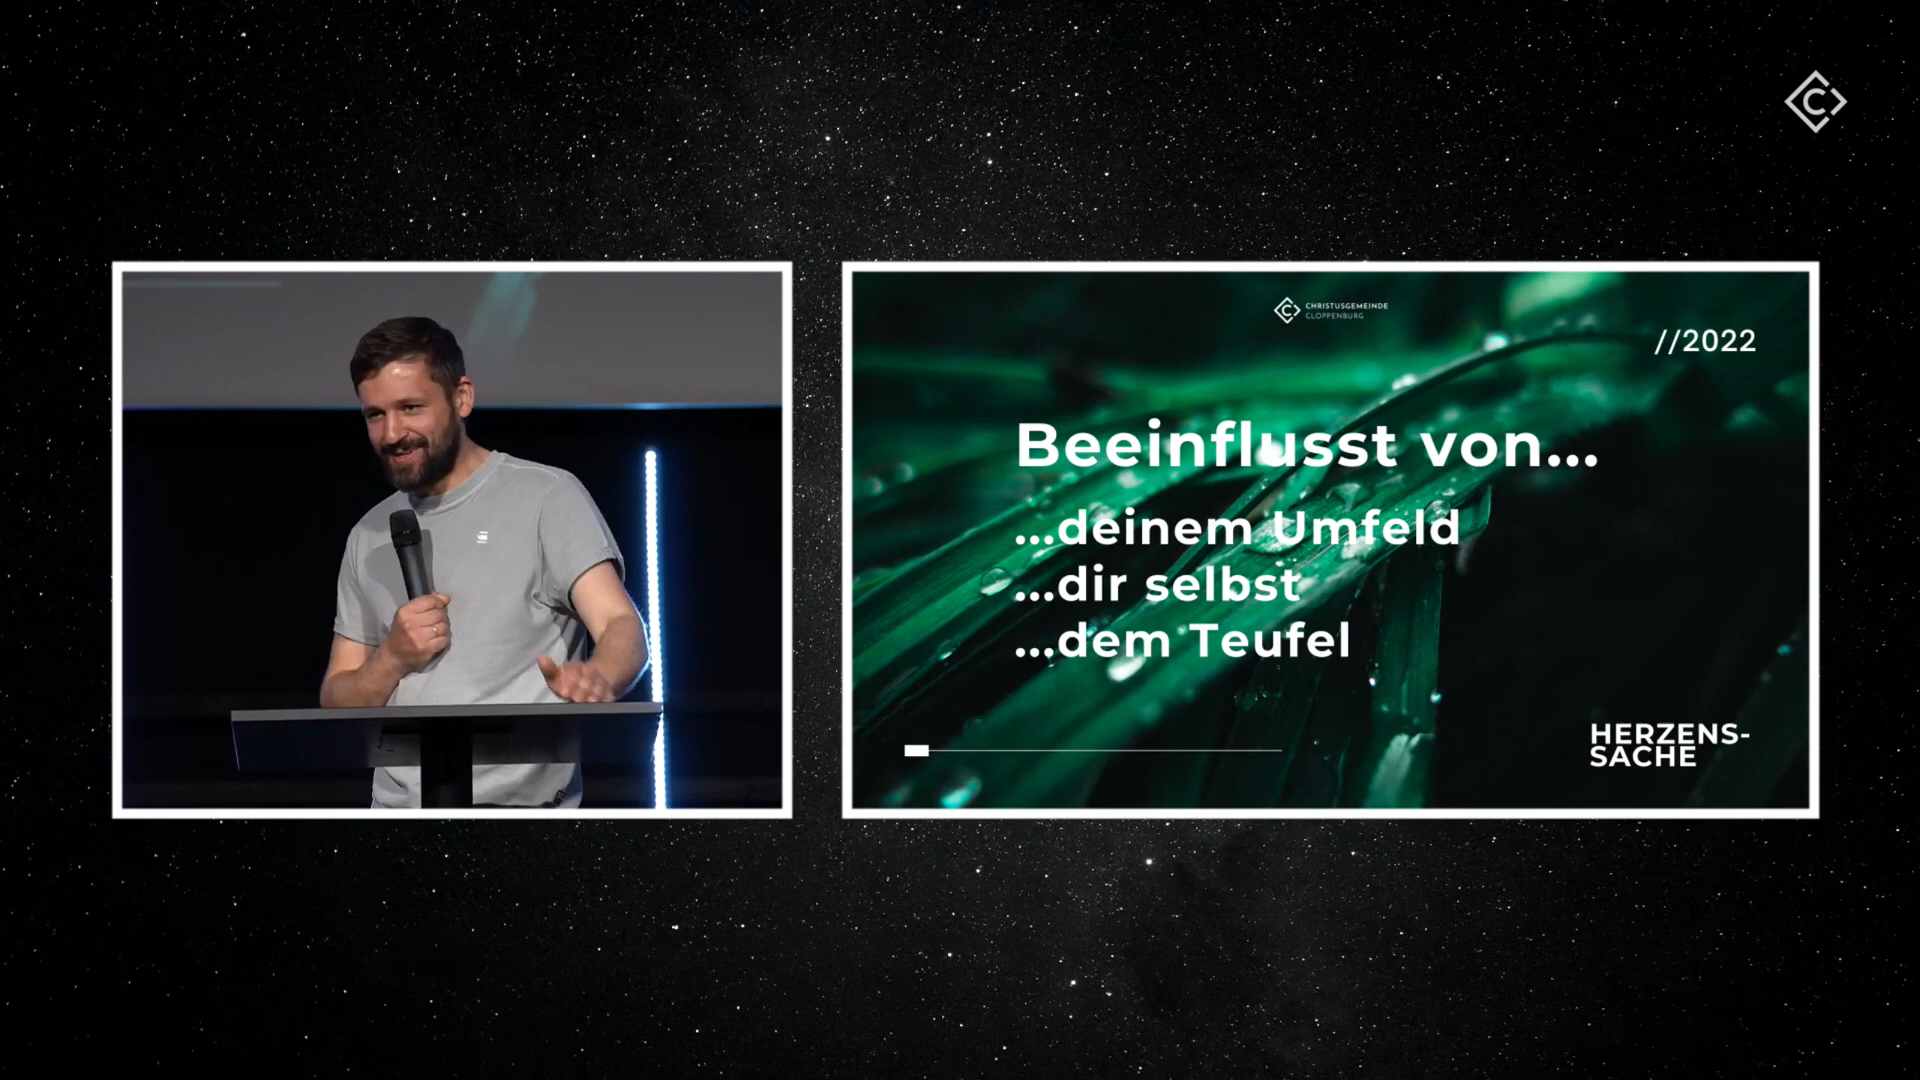 C
C CHRISTUSGEMEINDE
CLOPPENBURG
//2022
Beeinflusst von...
...deinem Umfeld
...dir selbst
...dem Teufel
HERZENS-
SACHE